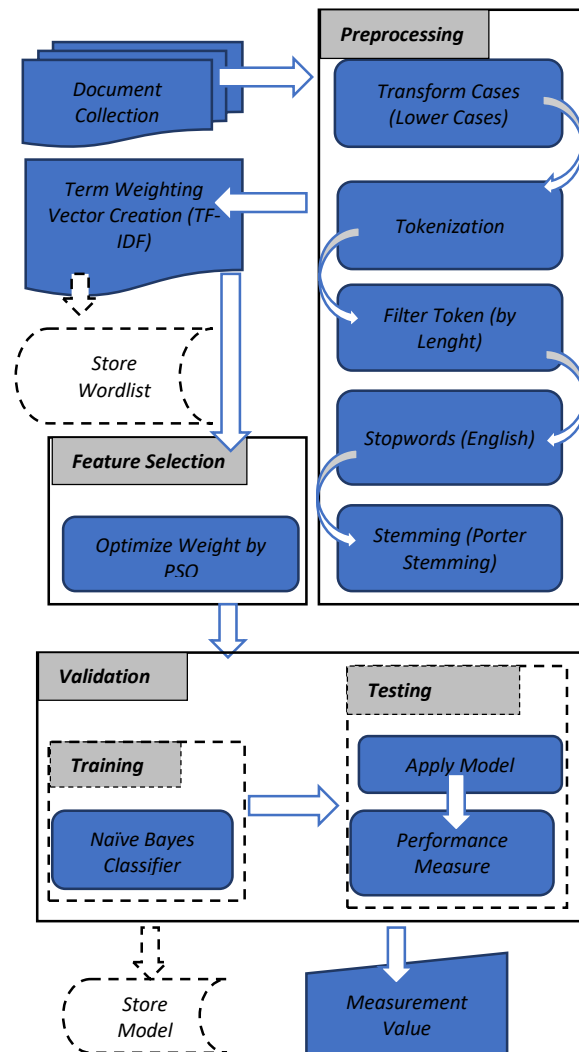 Document
Collection
Preprocessing
Transform Cases
(Lower Cases)
Term Weighting
Vector Creation (TF-
IDF)
Tokenization
Filter Token (by
Lenght)
Store
Wordlist
Stopwords (English)
Feature Selection
Optimize Weight by
PSO
Stemming (Porter
Stemming)
Validation
Training
Naïve Bayes
Classifier
Testing
Apply Model
Performance
Measure
Store
Model
Measurement
Value